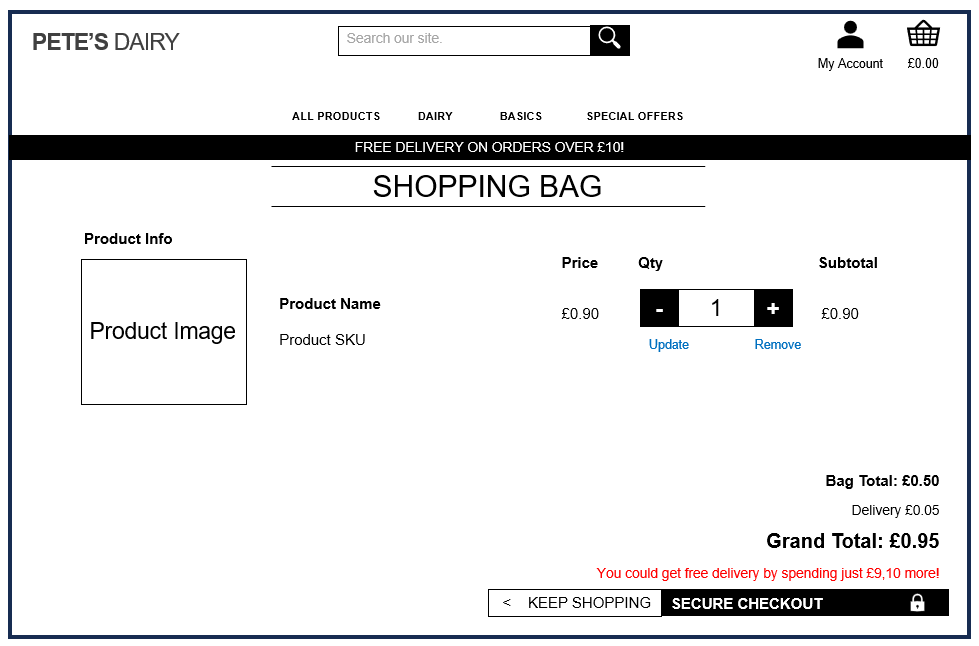 PETE'S DAIRY
Search our site.
My Account
£0.00
ALL PRODUCTS DAIRY BASICS SPECIAL OFFERS
FREE DELIVERY ON ORDERS OVER £10!
SHOPPING BAG
Product Info
Price Qty Subtotal
Product Image
Product Name
Product SKU
£0.90
- 1 +
£0.90
Update Remove
Bag Total: £0.50
Delivery £0.05
Grand Total: £0.95
You could get free delivery by spending just £9,10 more!
< KEEP SHOPPING
SECURE CHECKOUT